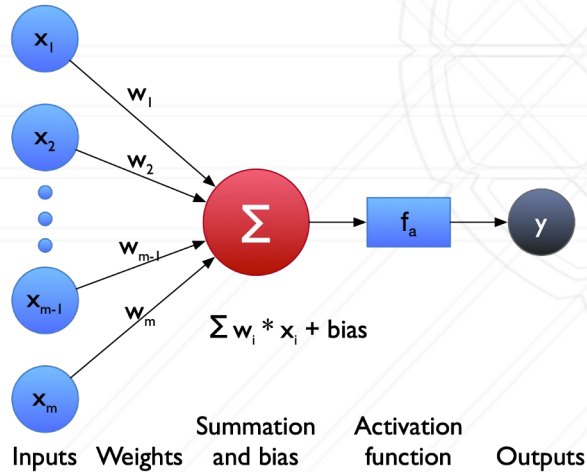 x₁
w₁
x₂
w₂
Σ
fₐ
y
wₘ₋₁
xₘ₋₁
wₘ
Σ wᵢ * xᵢ + bias
xₘ
Inputs Weights Summation and bias Activation function Outputs